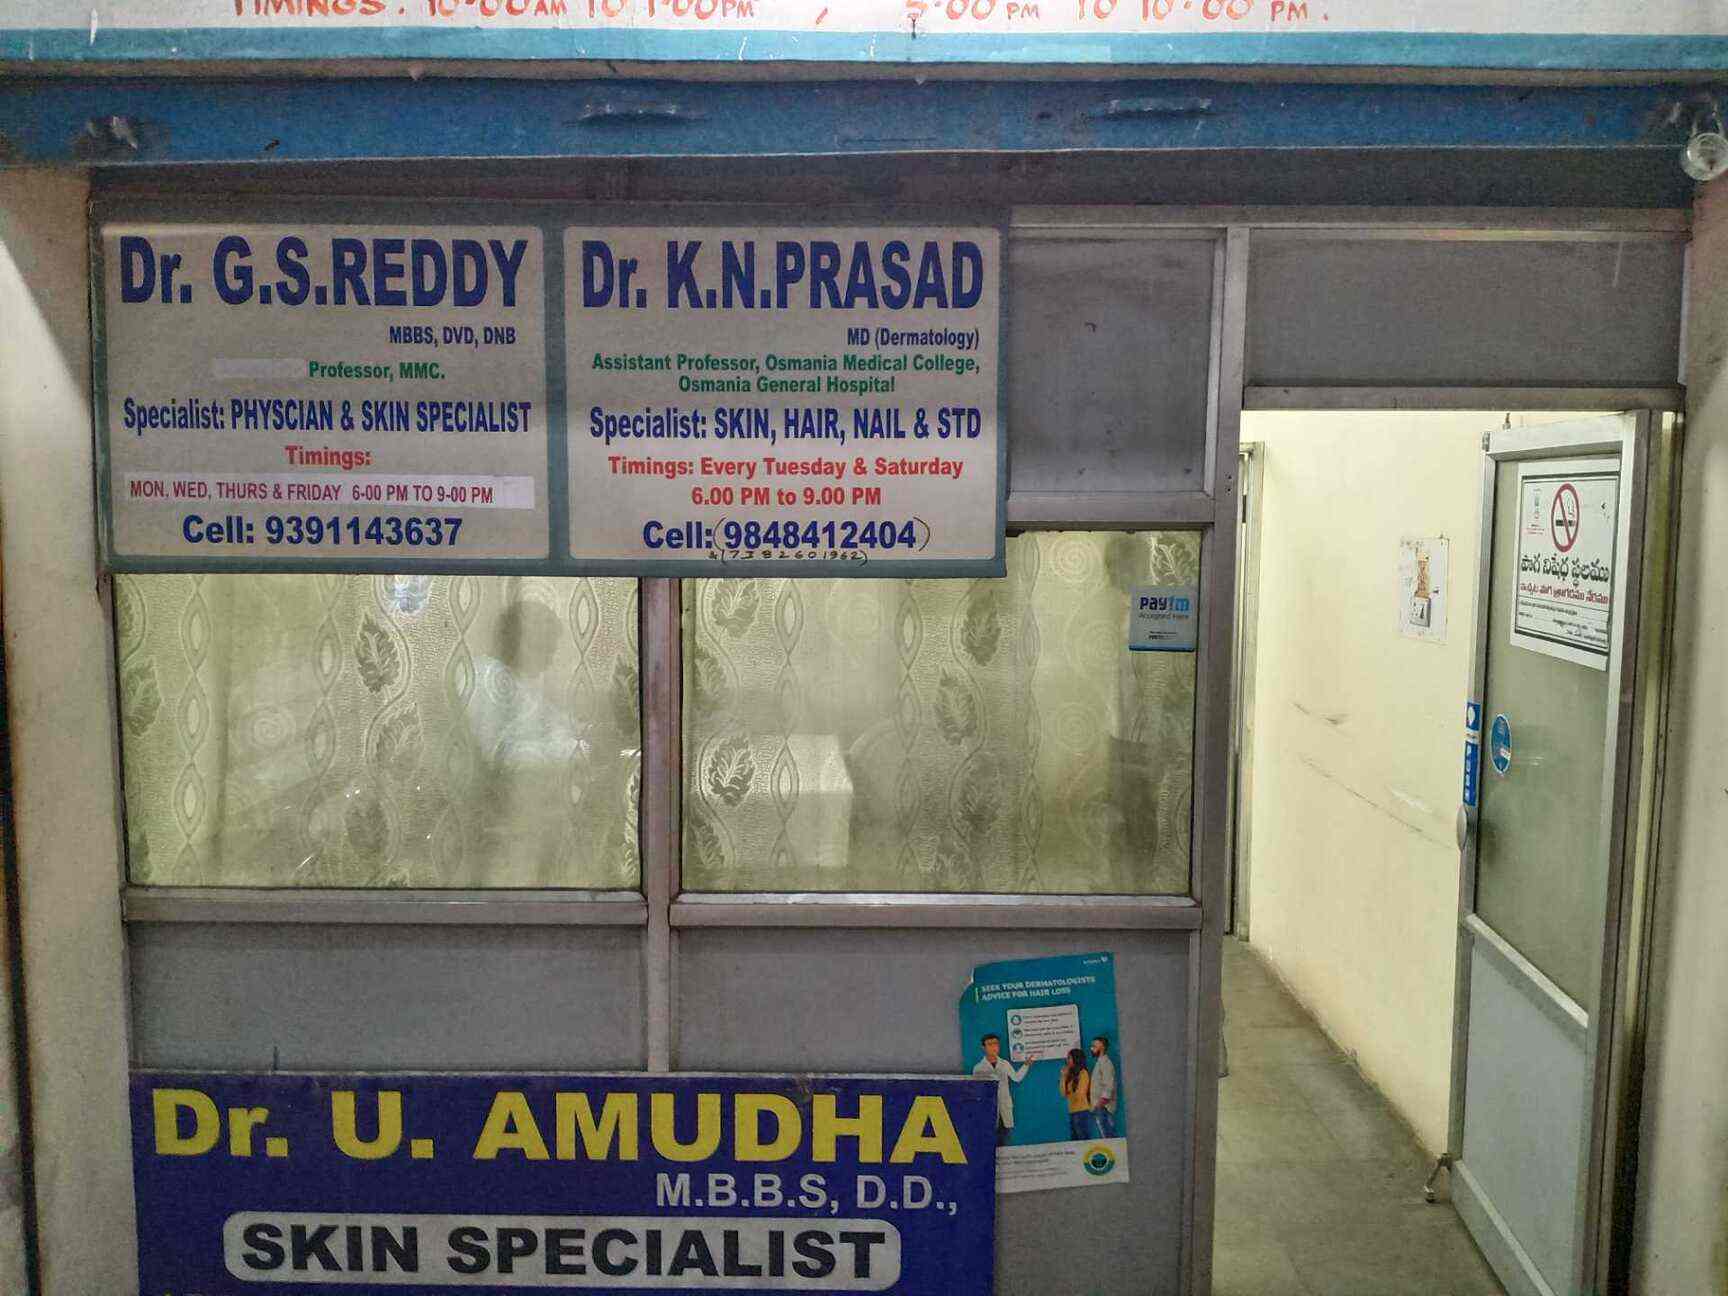 TIMINGS: 10:00AM TO 1:00PM, 5:00 PM TO 10:00 PM.
Dr. G.S.REDDY
MBBS, DVD, DNB
Professor, MMC.
Specialist: PHYSCIAN & SKIN SPECIALIST
Timings:
MON, WED, THURS & FRIDAY 6-00 PM TO 9-00 PM
Cell: 9391143637
Dr. K.N.PRASAD
MD (Dermatology)
Assistant Professor, Osmania Medical College,
Osmania General Hospital
Specialist: SKIN, HAIR, NAIL & STD
Timings: Every Tuesday & Saturday
6.00 PM to 9.00 PM
Cell:(9848412404)
&(7382601962)
paytm
Accepted Here
పొగ నిషేధ స్థలము
SEEK YOUR DERMATOLOGISTS
ADVICE FOR HAIR LOSS
Dr. U. AMUDHA
M.B.B.S, D.D.,
SKIN SPECIALIST